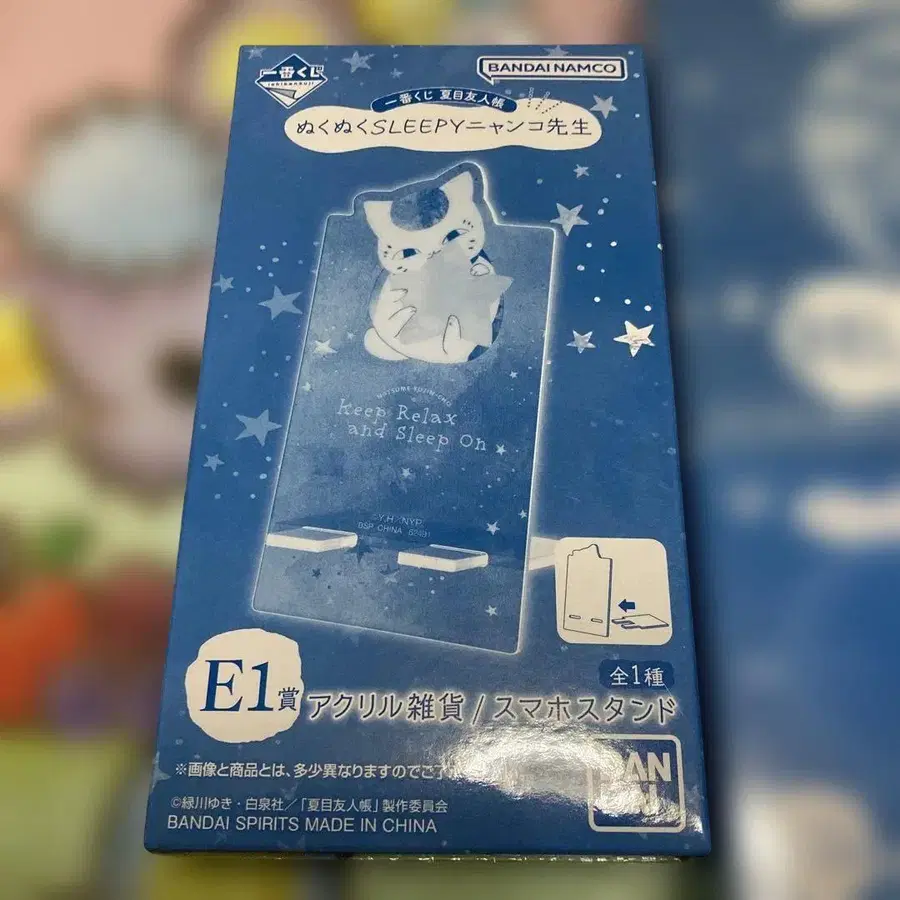 一番くじ
ichibankuji
BANDAI NAMCO
一番くじ 夏目友人帳
ぬくぬくSLEEPYニャンコ先生
NATSUME YUJIN-CHO
Keep Relax
and Sleep On
©Y.H/NYP.
BSP CHINA
全1種
E1賞
アクリル雑貨/スマホスタンド
※画像と商品とは、多少異なりますのでご了
©緑川ゆき・白泉社/「夏目友人帳」製作委員会
BANDAI SPIRITS MADE IN CHINA